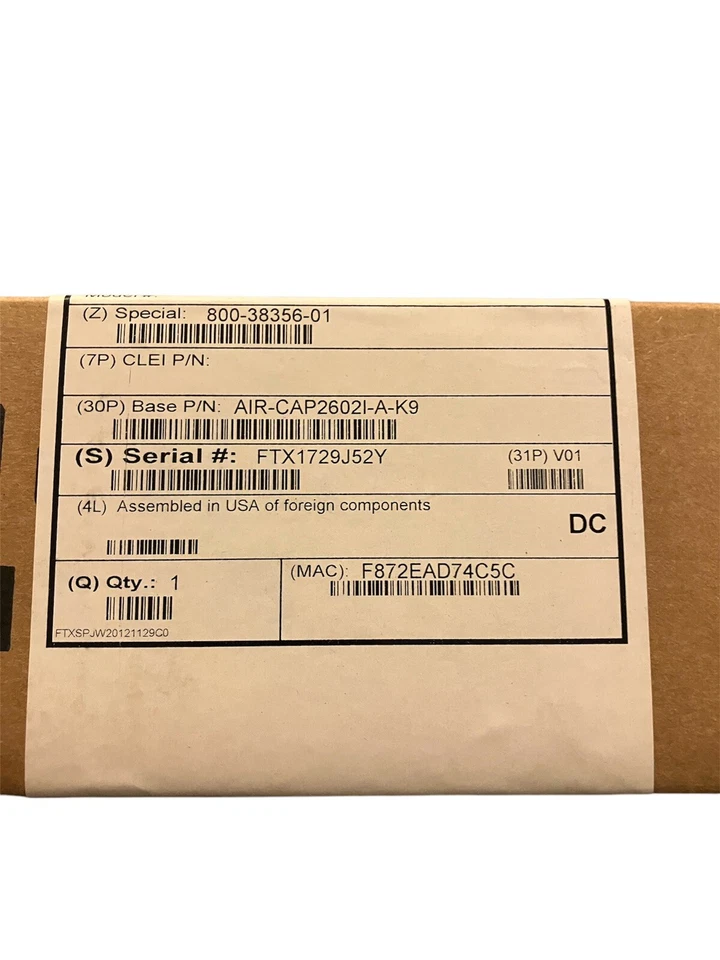 Model #:
(Z) Special: 800-38356-01
(7P) CLEI P/N:
(30P) Base P/N: AIR-CAP2602I-A-K9
(S) Serial #: FTX1729J52Y
(31P) V01
(4L) Assembled in USA of foreign components
DC
(Q) Qty.: 1
(MAC): F872EAD74C5C
FTXSPJW20121129C0